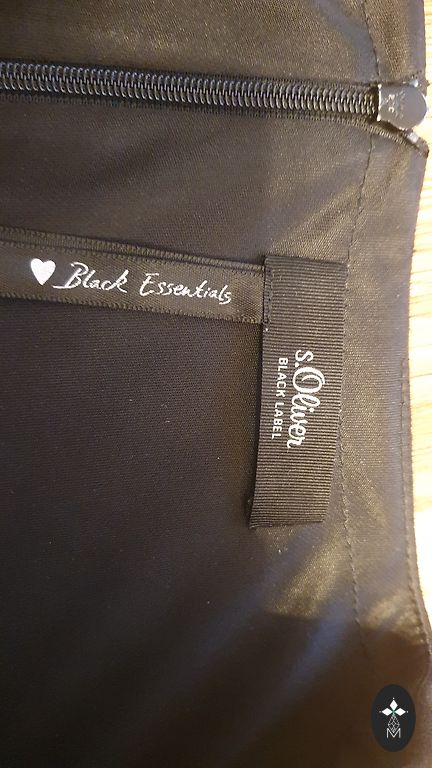 ♥ Black Essentials
s.Oliver
BLACK LABEL
M